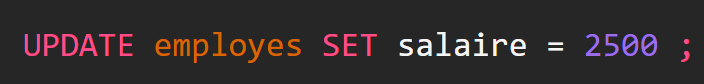 UPDATE employes SET salaire = 2500 ;